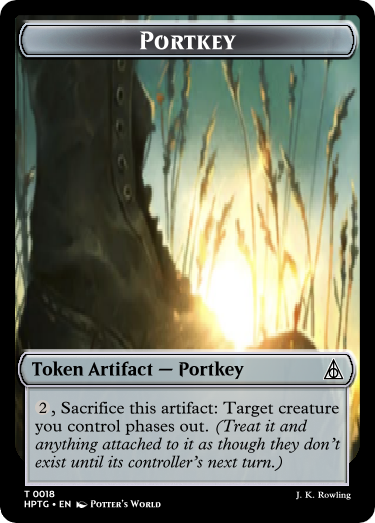 Portkey
Token Artifact — Portkey
2, Sacrifice this artifact: Target creature
you control phases out. (Treat it and
anything attached to it as though they don't
exist until its controller's next turn.)
T 0018
HPTG • EN Potter's World
J. K. Rowling